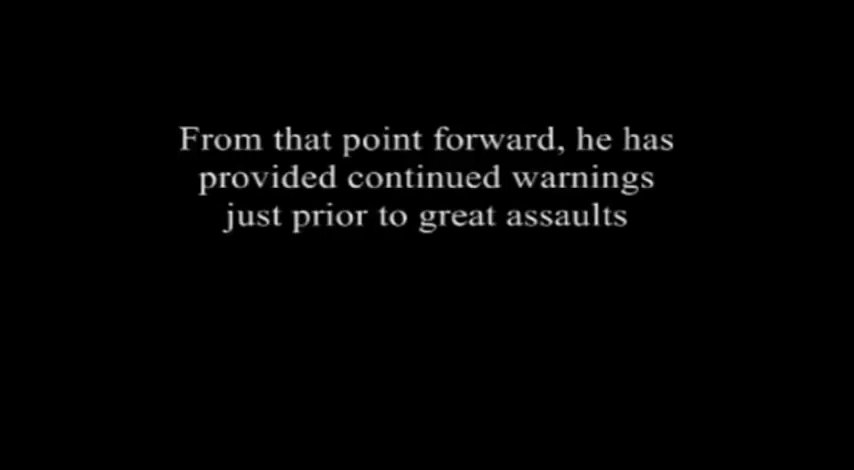 From that point forward, he has
provided continued warnings
just prior to great assaults